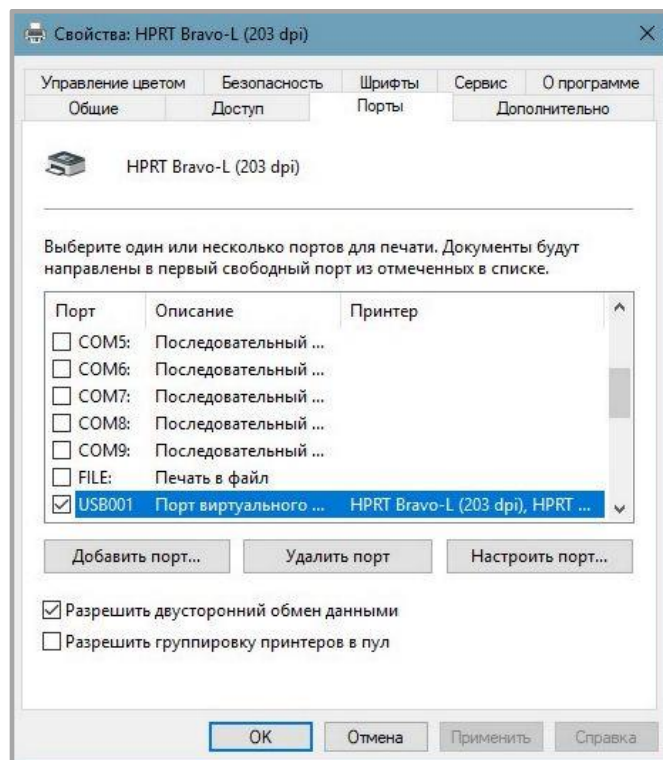 Свойства: HPRT Bravo-L (203 dpi)
Управление цветом Безопасность Шрифты Сервис О программе
Общие Доступ Порты Дополнительно
HPRT Bravo-L (203 dpi)
Выберите один или несколько портов для печати. Документы будут
направлены в первый свободный порт из отмеченных в списке.
Порт Описание Принтер
COM5: Последовательный ...
COM6: Последовательный ...
COM7: Последовательный ...
COM8: Последовательный ...
COM9: Последовательный ...
FILE: Печать в файл
USB001 Порт виртуального ... HPRT Bravo-L (203 dpi), HPRT ...
Добавить порт... Удалить порт Настроить порт...
Разрешить двусторонний обмен данными
Разрешить группировку принтеров в пул
OK Отмена Применить Справка